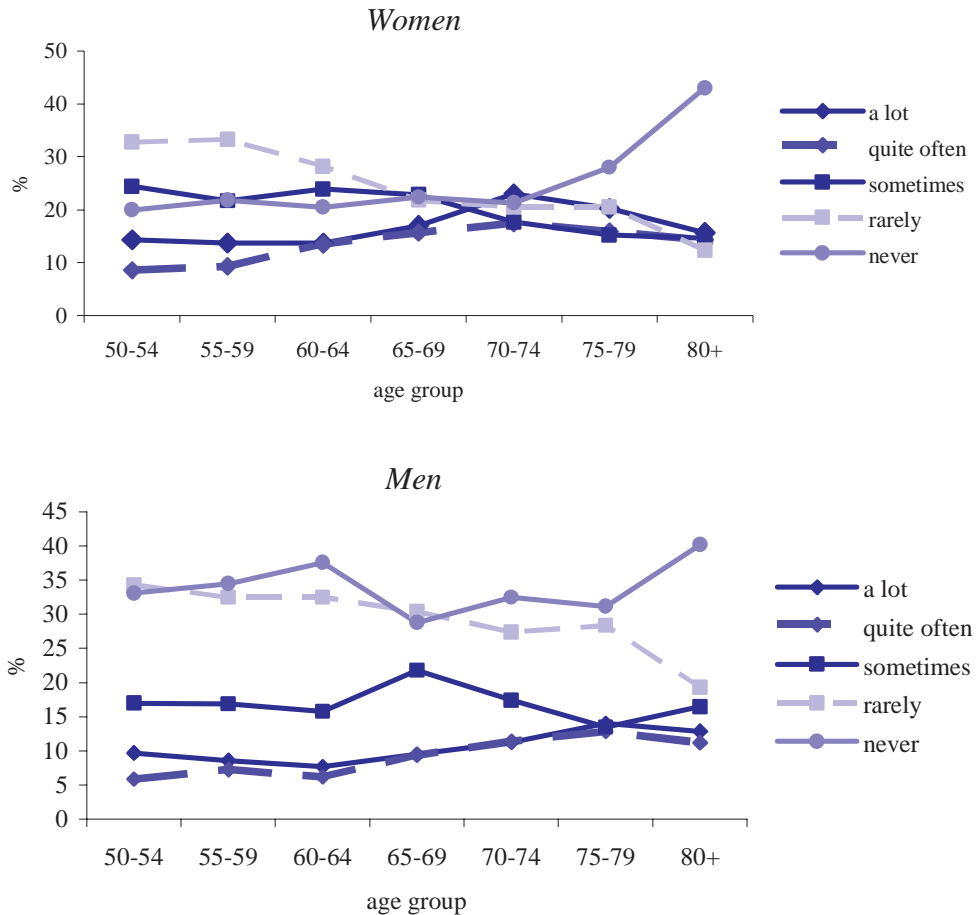 Women
50
40
30
20
10
0
%
50-54 55-59 60-64 65-69 70-74 75-79 80+
age group
a lot
quite often
sometimes
rarely
never
Men
45
40
35
30
25
20
15
10
5
0
%
50-54 55-59 60-64 65-69 70-74 75-79 80+
age group
a lot
quite often
sometimes
rarely
never